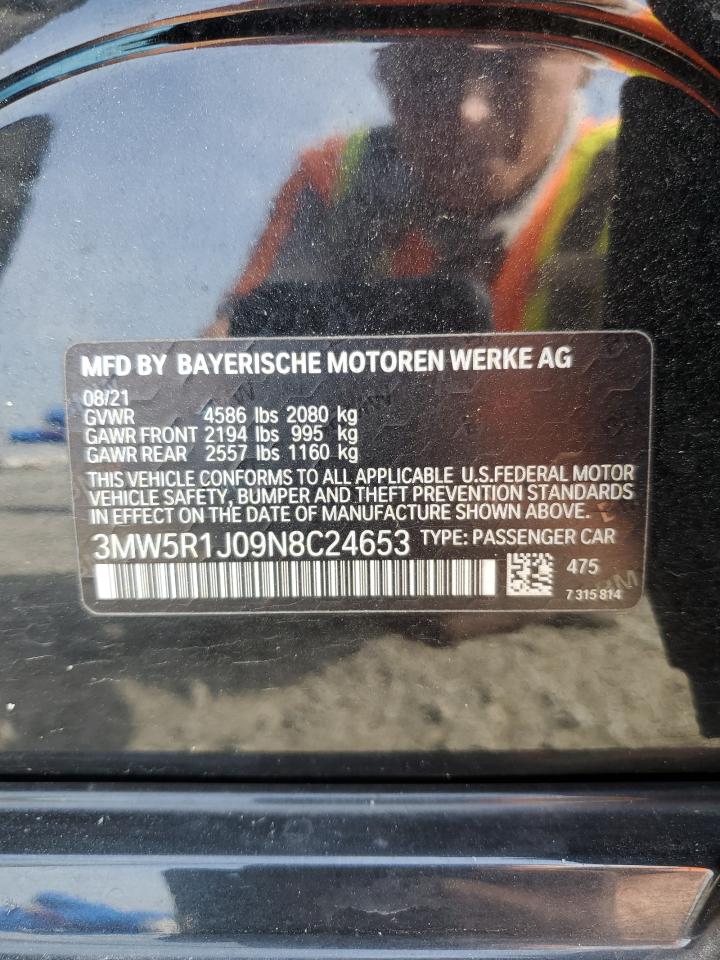 MFD BY BAYERISCHE MOTOREN WERKE AG
08/21
GVWR 4586 lbs 2080 kg
GAWR FRONT 2194 lbs 995 kg
GAWR REAR 2557 lbs 1160 kg
THIS VEHICLE CONFORMS TO ALL APPLICABLE U.S.FEDERAL MOTOR
VEHICLE SAFETY, BUMPER AND THEFT PREVENTION STANDARDS
IN EFFECT ON THE DATE OF MANUFACTURE SHOWN ABOVE.
3MW5R1J09N8C24653 TYPE: PASSENGER CAR
475
7 315 814